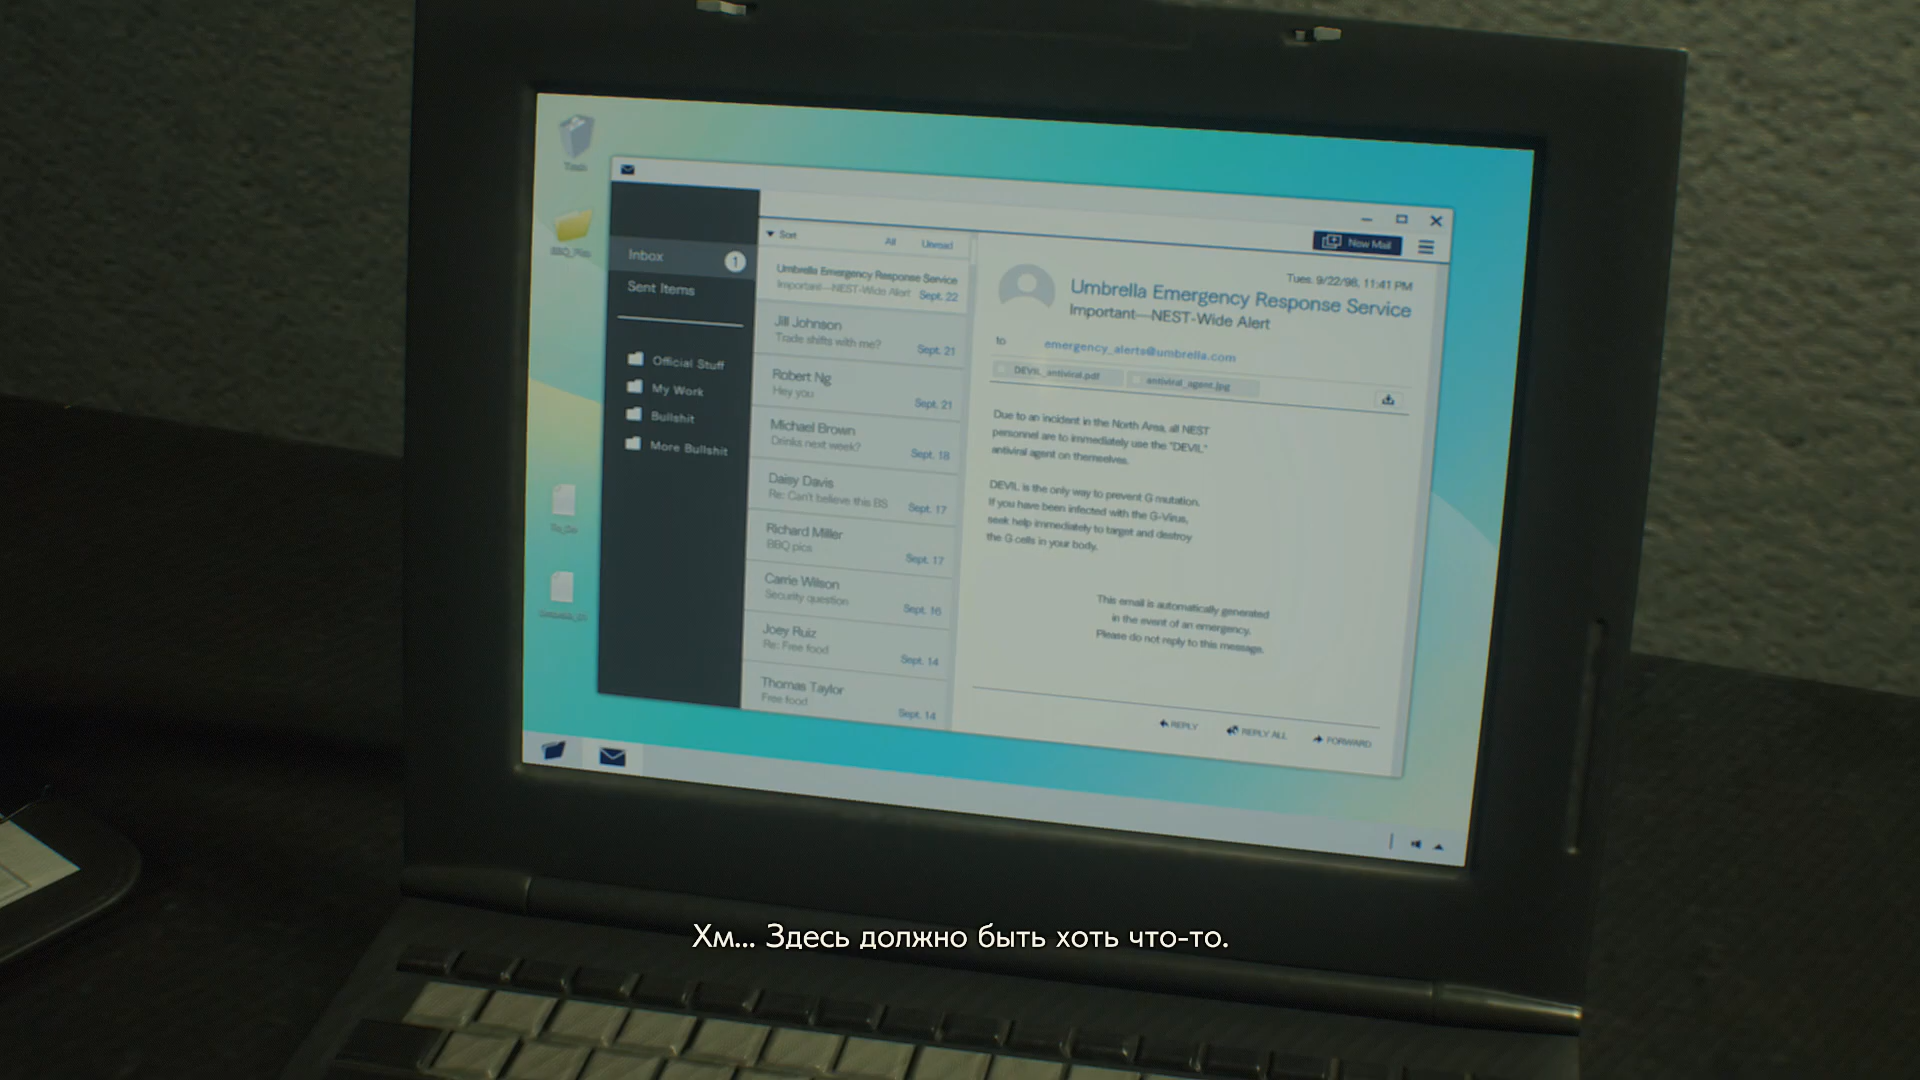 Trash
BBQ_Pics
To_Do
Inbox
1
Sent Items
Official Stuff
My Work
Bullshit
More Bullshit
Sort All Unread
Umbrella Emergency Response Service
Important—NEST-Wide Alert Sept. 22
Jill Johnson
Trade shifts with me? Sept. 21
Robert Ng
Hey you Sept. 21
Michael Brown
Drinks next week? Sept. 18
Daisy Davis
Re: Can't believe this BS Sept. 17
Richard Miller
BBQ pics Sept. 17
Carrie Wilson
Security question Sept. 16
Joey Ruiz
Re: Free food Sept. 14
Thomas Taylor
Free food Sept. 14
New Mail
Tues. 9/22/98, 11:41 PM
Umbrella Emergency Response Service
Important—NEST-Wide Alert
to emergency_alerts@umbrella.com
DEVIL_antiviral.pdf antiviral_agent.jpg
Due to an incident in the North Area, all NEST
personnel are to immediately use the "DEVIL"
antiviral agent on themselves.
DEVIL is the only way to prevent G mutation.
If you have been infected with the G-Virus,
seek help immediately to target and destroy
the G cells in your body.
This email is automatically generated
in the event of an emergency.
Please do not reply to this message.
REPLY REPLY ALL FORWARD
Хм... Здесь должно быть хоть что-то.